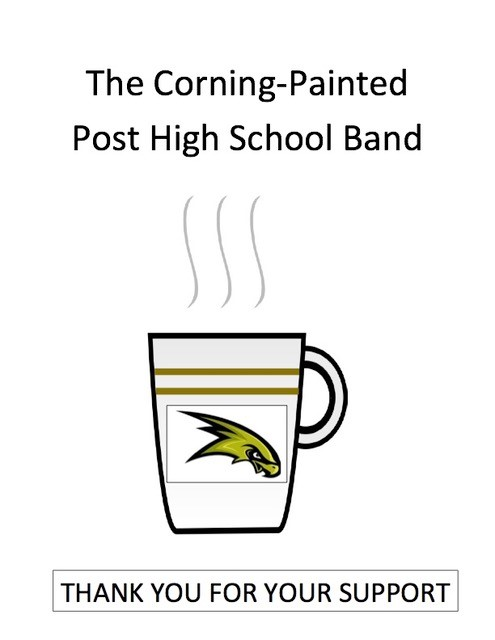 The Corning-Painted
Post High School Band
THANK YOU FOR YOUR SUPPORT